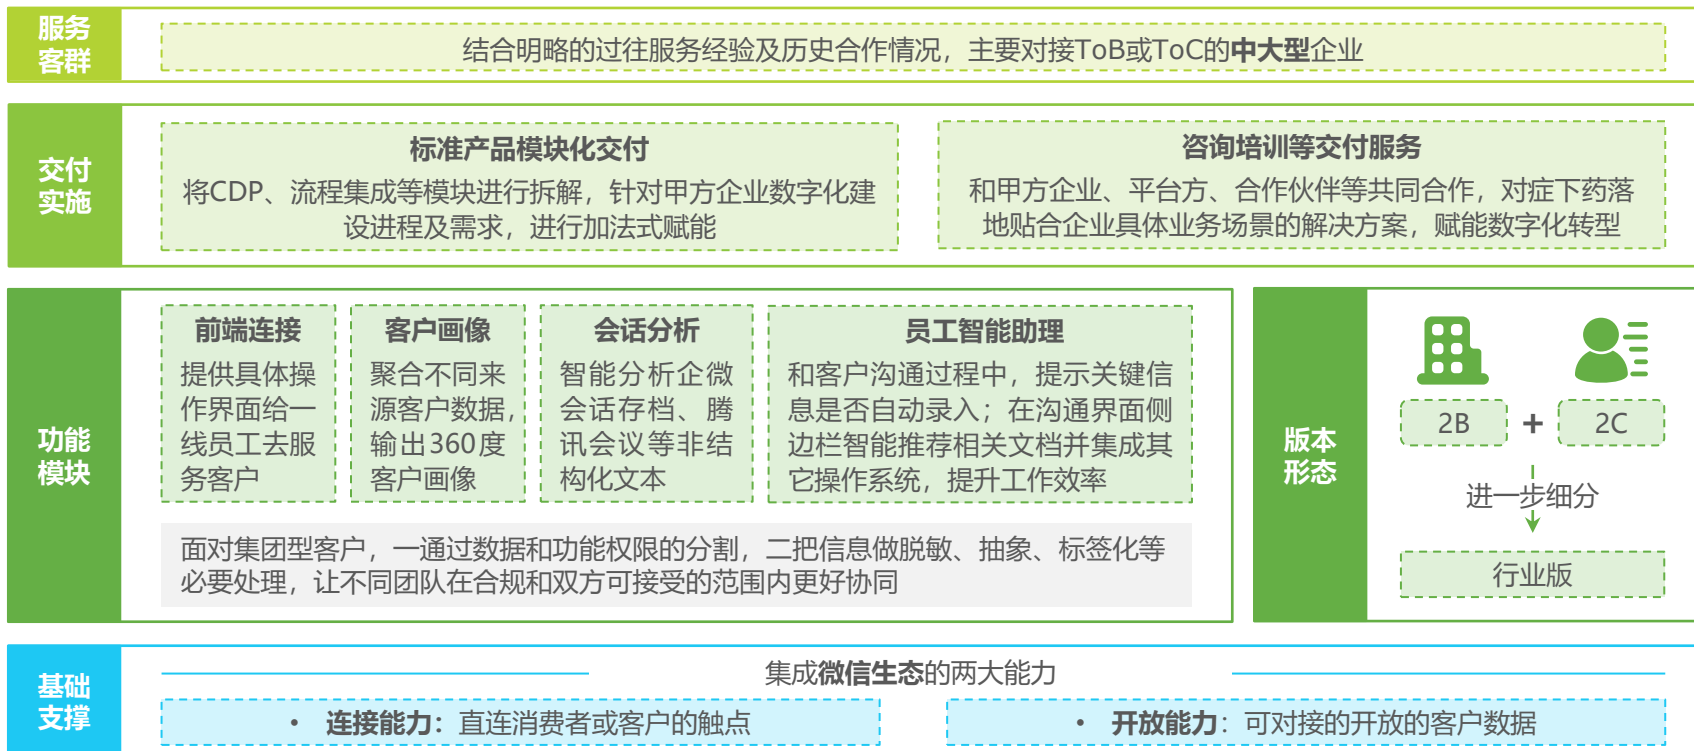 服务
客群
结合明略的过往服务经验及历史合作情况，主要对接ToB或ToC的中大型企业
交付
实施
标准产品模块化交付
将CDP、流程集成等模块进行拆解，针对甲方企业数字化建
设进程及需求，进行加法式赋能
咨询培训等交付服务
和甲方企业、平台方、合作伙伴等共同合作，对症下药落
地贴合企业具体业务场景的解决方案，赋能数字化转型
功能
模块
前端连接
提供具体操
作界面给一
线员工去服
务客户
客户画像
聚合不同来
源客户数据，
输出360度
客户画像
会话分析
智能分析企微
会话存档、腾
讯会议等非结
构化文本
员工智能助理
和客户沟通过程中，提示关键信
息是否自动录入；在沟通界面侧
边栏智能推荐相关文档并集成其
它操作系统，提升工作效率
面对集团型客户，一通过数据和功能权限的分割，二把信息做脱敏、抽象、标签化等
必要处理，让不同团队在合规和双方可接受的范围内更好协同
版本
形态
2B + 2C
进一步细分
行业版
基础
支撑
集成微信生态的两大能力
• 连接能力：直连消费者或客户的触点
• 开放能力：可对接的开放的客户数据